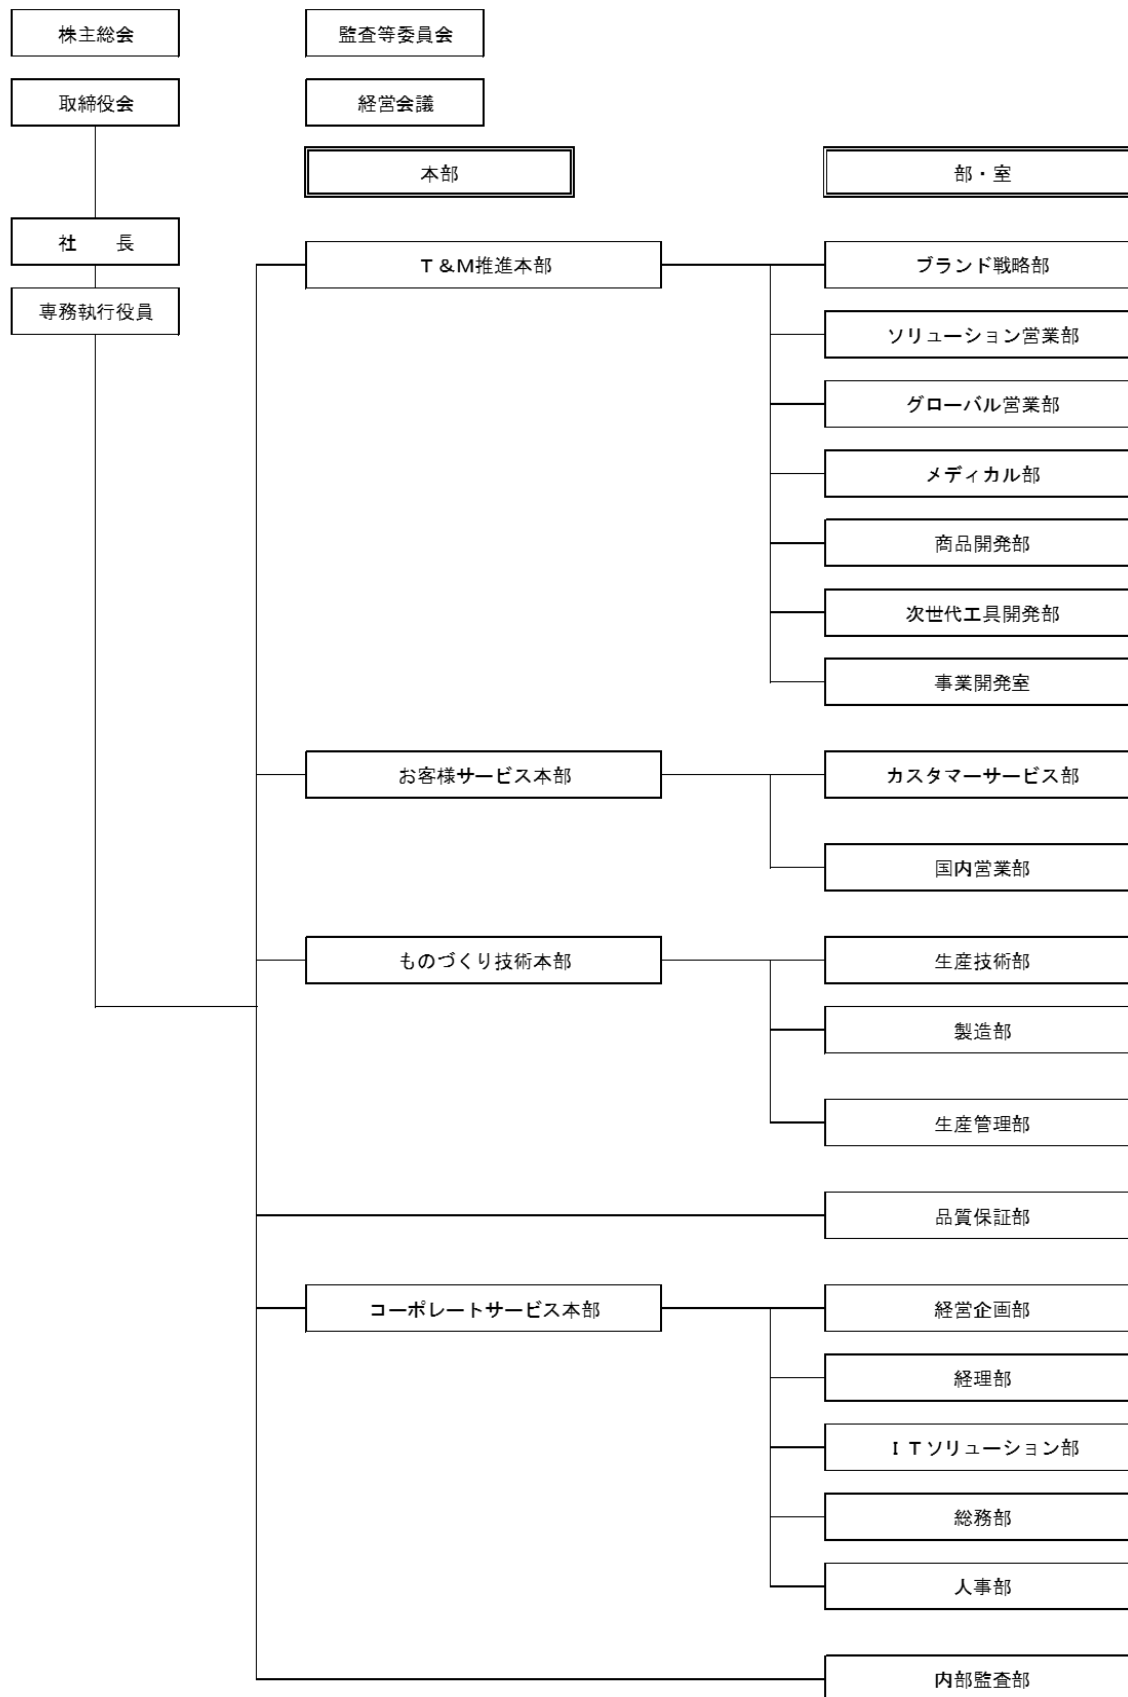 株主総会
監査等委員会
取締役会
経営会議
本部
部・室
社　　長
T&M推進本部
ブランド戦略部
専務執行役員
ソリューション営業部
グローバル営業部
メディカル部
商品開発部
次世代工具開発部
事業開発室
お客様サービス本部
カスタマーサービス部
国内営業部
ものづくり技術本部
生産技術部
製造部
生産管理部
品質保証部
コーポレートサービス本部
経営企画部
経理部
ITソリューション部
総務部
人事部
内部監査部